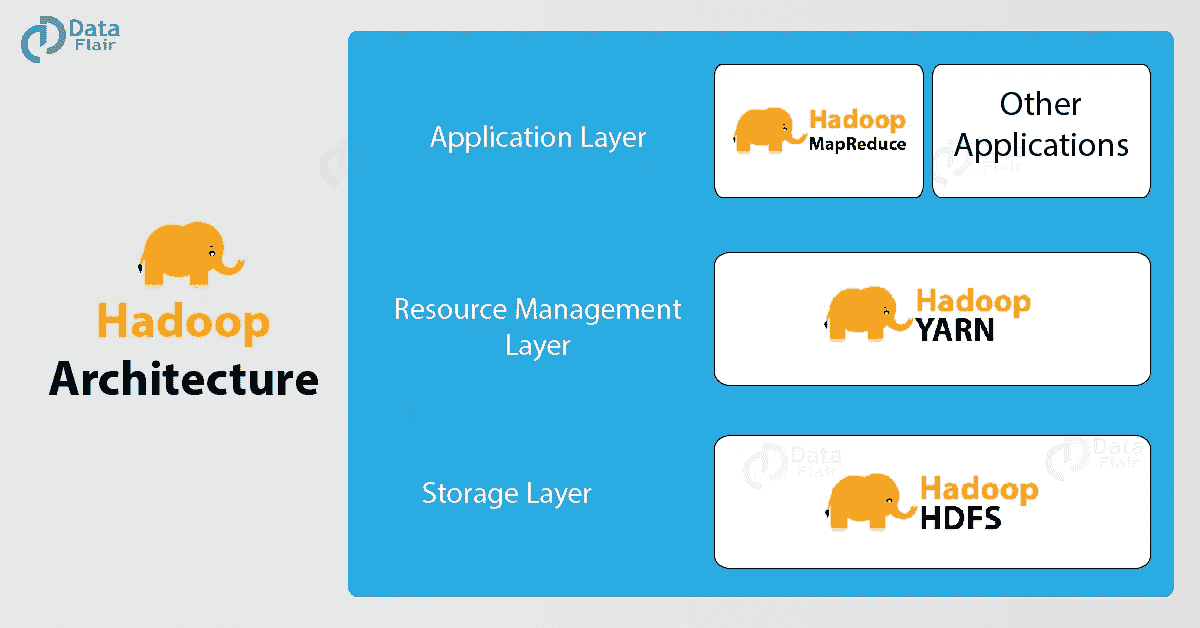 Data
Flair
Hadoop
Architecture
Application Layer
Hadoop
MapReduce
Other
Applications
Resource Management
Layer
Hadoop
YARN
Storage Layer
Data
Flair
Data
Flair
Hadoop
HDFS